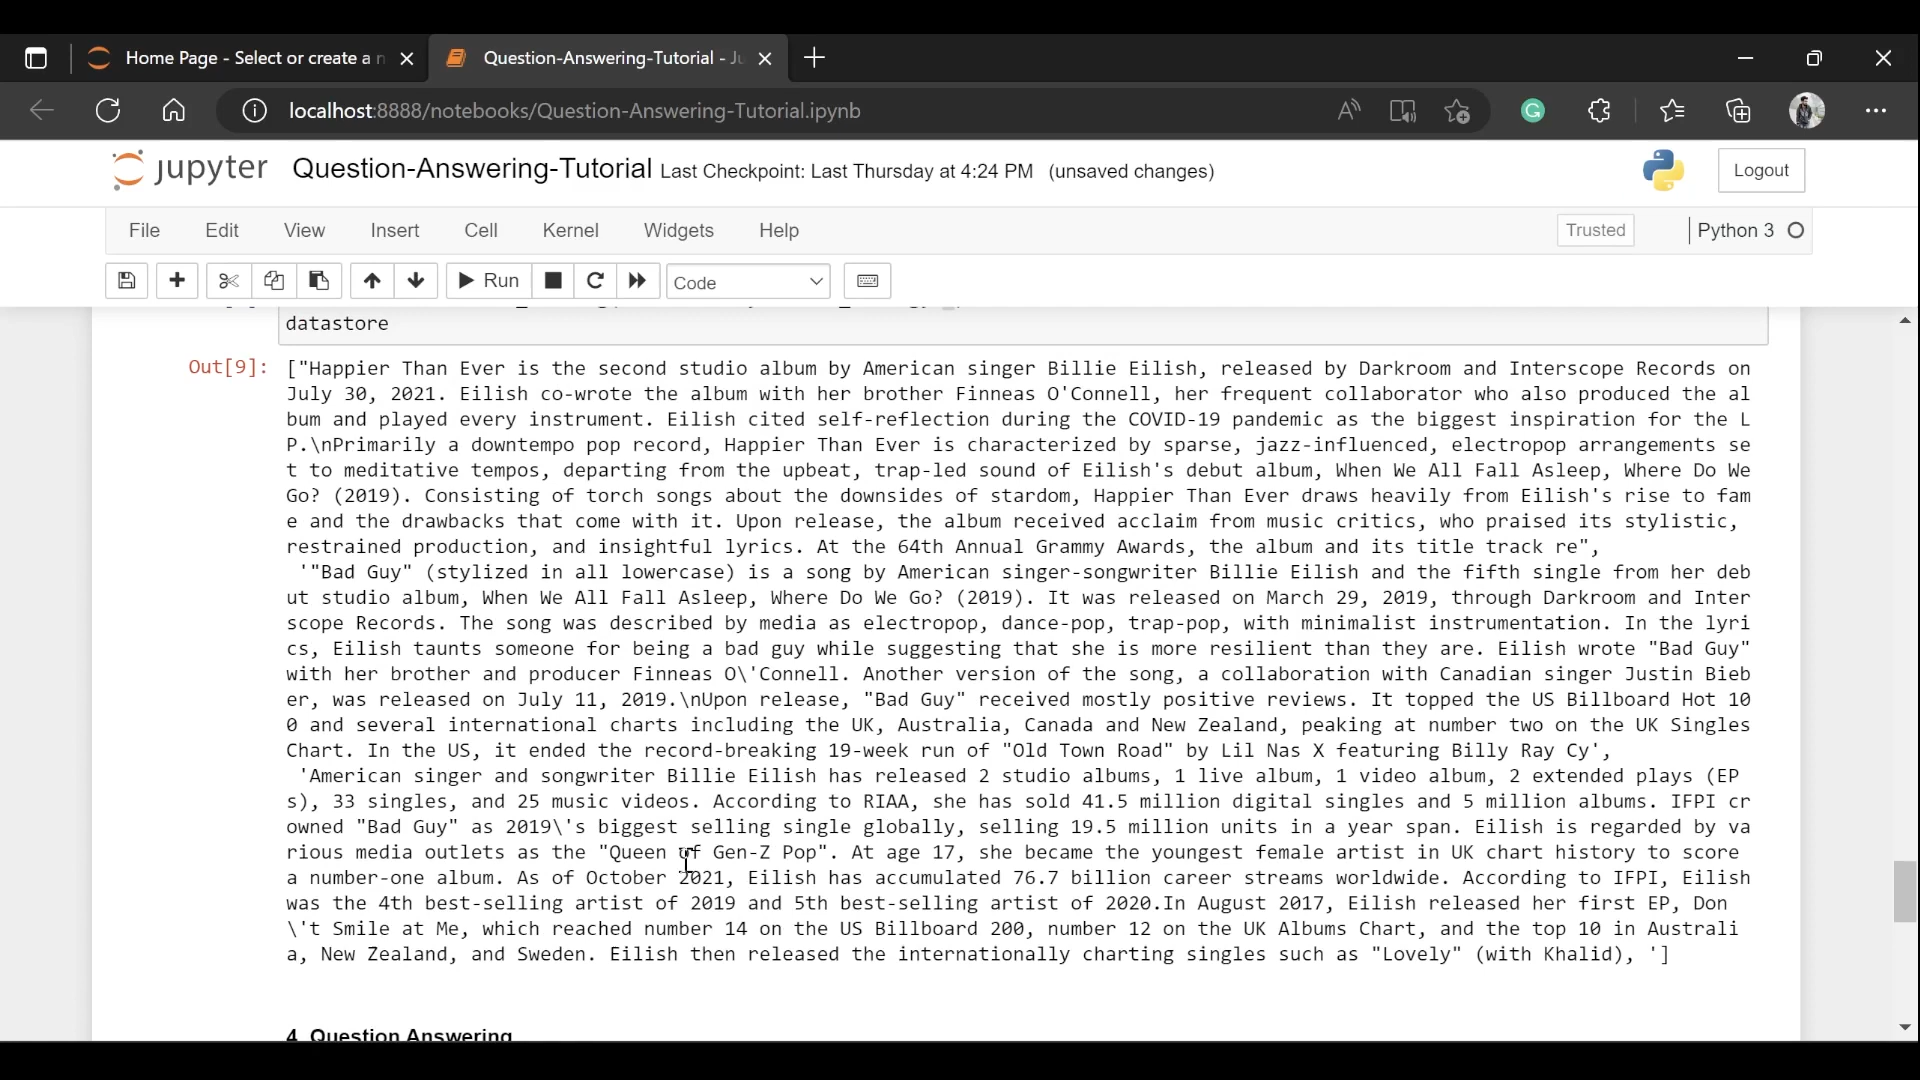 Home Page - Select or create a n
Question-Answering-Tutorial - Ju
localhost:8888/notebooks/Question-Answering-Tutorial.ipynb
jupyter Question-Answering-Tutorial Last Checkpoint: Last Thursday at 4:24 PM (unsaved changes)
Logout
File Edit View Insert Cell Kernel Widgets Help Trusted Python 3
Run Code
datastore
Out[9]: ["Happier Than Ever is the second studio album by American singer Billie Eilish, released by Darkroom and Interscope Records on
July 30, 2021. Eilish co-wrote the album with her brother Finneas O'Connell, her frequent collaborator who also produced the al
bum and played every instrument. Eilish cited self-reflection during the COVID-19 pandemic as the biggest inspiration for the L
P.\nPrimarily a downtempo pop record, Happier Than Ever is characterized by sparse, jazz-influenced, electropop arrangements se
t to meditative tempos, departing from the upbeat, trap-led sound of Eilish's debut album, When We All Fall Asleep, Where Do We
Go? (2019). Consisting of torch songs about the downsides of stardom, Happier Than Ever draws heavily from Eilish's rise to fam
e and the drawbacks that come with it. Upon release, the album received acclaim from music critics, who praised its stylistic,
restrained production, and insightful lyrics. At the 64th Annual Grammy Awards, the album and its title track re",
'"Bad Guy" (stylized in all lowercase) is a song by American singer-songwriter Billie Eilish and the fifth single from her deb
ut studio album, When We All Fall Asleep, Where Do We Go? (2019). It was released on March 29, 2019, through Darkroom and Inter
scope Records. The song was described by media as electropop, dance-pop, trap-pop, with minimalist instrumentation. In the lyri
cs, Eilish taunts someone for being a bad guy while suggesting that she is more resilient than they are. Eilish wrote "Bad Guy"
with her brother and producer Finneas O\'Connell. Another version of the song, a collaboration with Canadian singer Justin Bieb
er, was released on July 11, 2019.\nUpon release, "Bad Guy" received mostly positive reviews. It topped the US Billboard Hot 10
0 and several international charts including the UK, Australia, Canada and New Zealand, peaking at number two on the UK Singles
Chart. In the US, it ended the record-breaking 19-week run of "Old Town Road" by Lil Nas X featuring Billy Ray Cy',
'American singer and songwriter Billie Eilish has released 2 studio albums, 1 live album, 1 video album, 2 extended plays (EP
s), 33 singles, and 25 music videos. According to RIAA, she has sold 41.5 million digital singles and 5 million albums. IFPI cr
owned "Bad Guy" as 2019\'s biggest selling single globally, selling 19.5 million units in a year span. Eilish is regarded by va
rious media outlets as the "Queen of Gen-Z Pop". At age 17, she became the youngest female artist in UK chart history to score
a number-one album. As of October 2021, Eilish has accumulated 76.7 billion career streams worldwide. According to IFPI, Eilish
was the 4th best-selling artist of 2019 and 5th best-selling artist of 2020.In August 2017, Eilish released her first EP, Don
\'t Smile at Me, which reached number 14 on the US Billboard 200, number 12 on the UK Albums Chart, and the top 10 in Australi
a, New Zealand, and Sweden. Eilish then released the internationally charting singles such as "Lovely" (with Khalid), ']
4. Question Answering